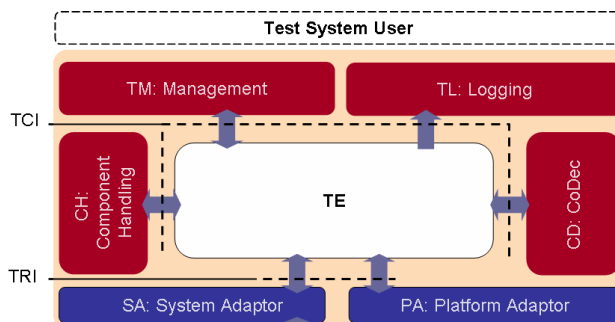 Test System User
TM: Management
TL: Logging
TCI
CH:
Component
Handling
TE
CD: CoDec
TRI
SA: System Adaptor
PA: Platform Adaptor